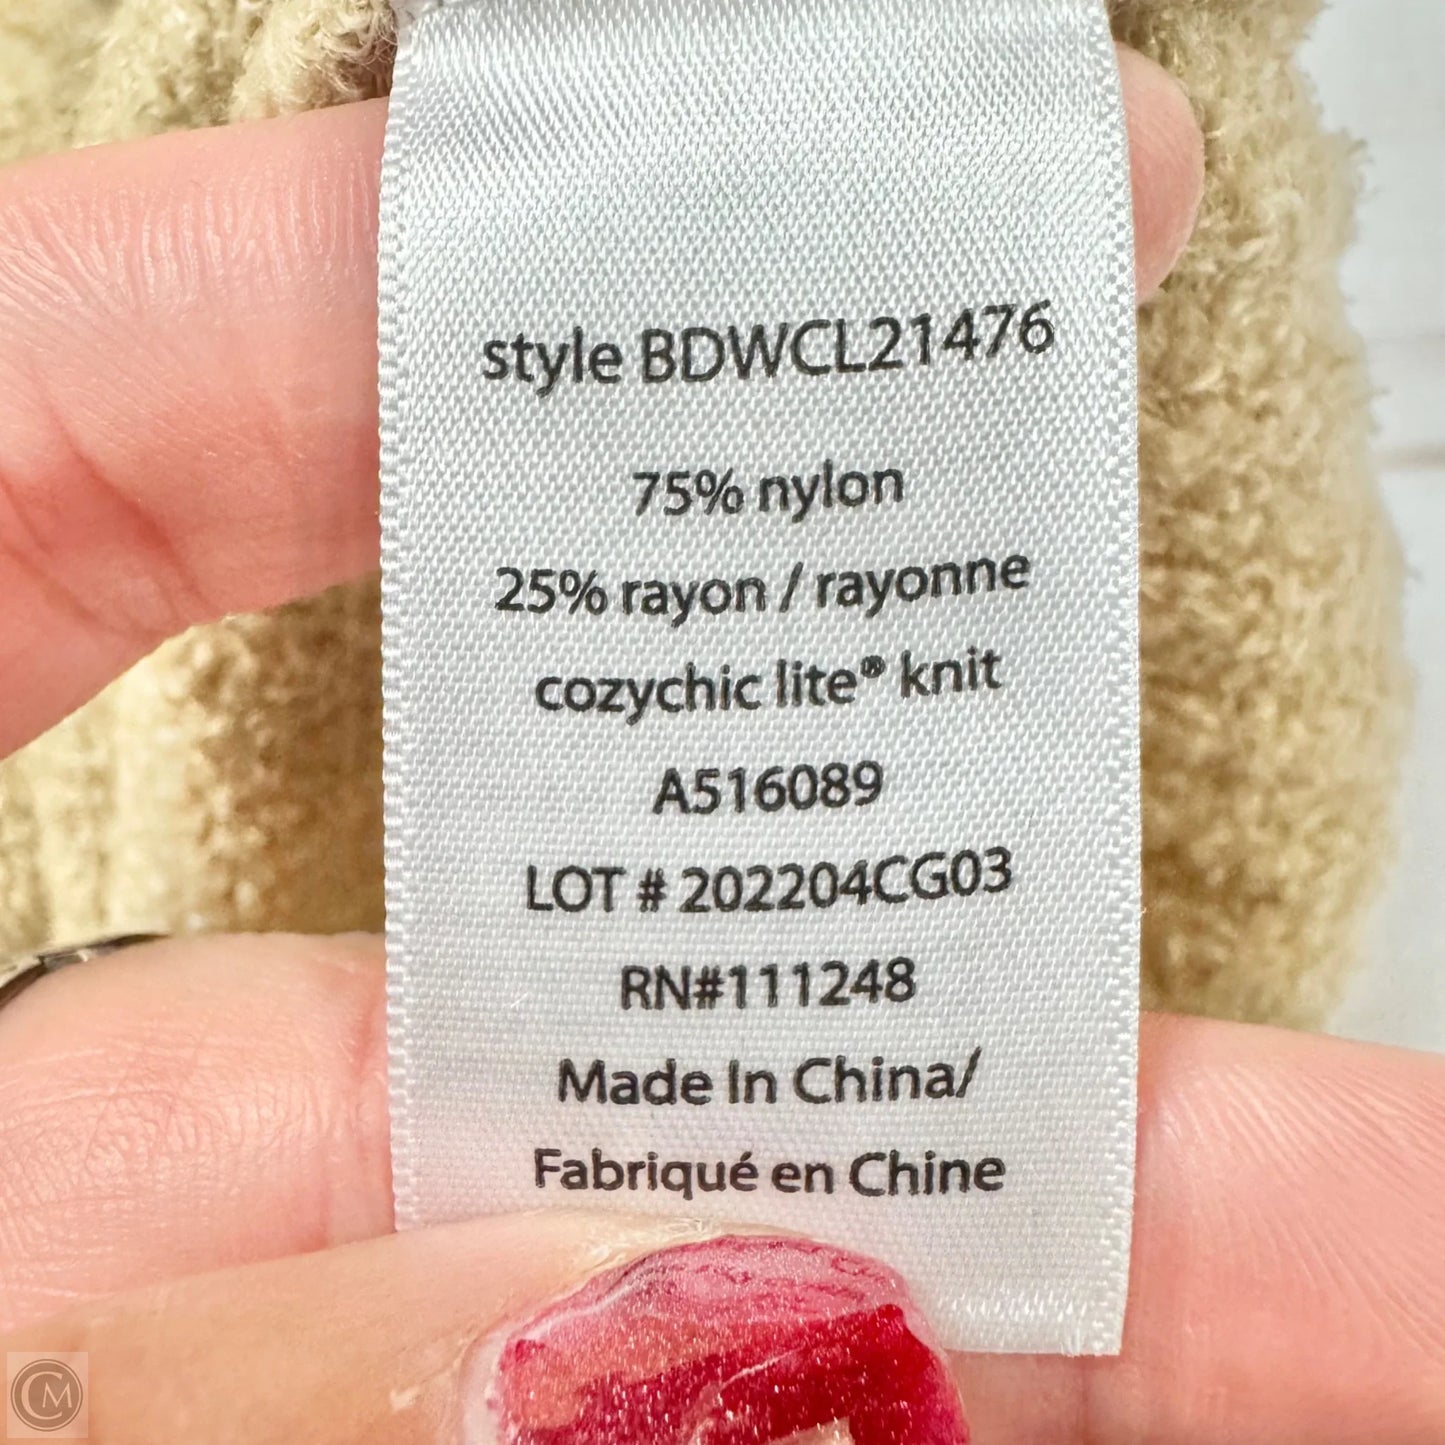 style BDWCL21476
75% nylon
25% rayon / rayonne
cozychic lite® knit
A516089
LOT # 202204CG03
RN#111248
Made In China/
Fabriqué en Chine
CM